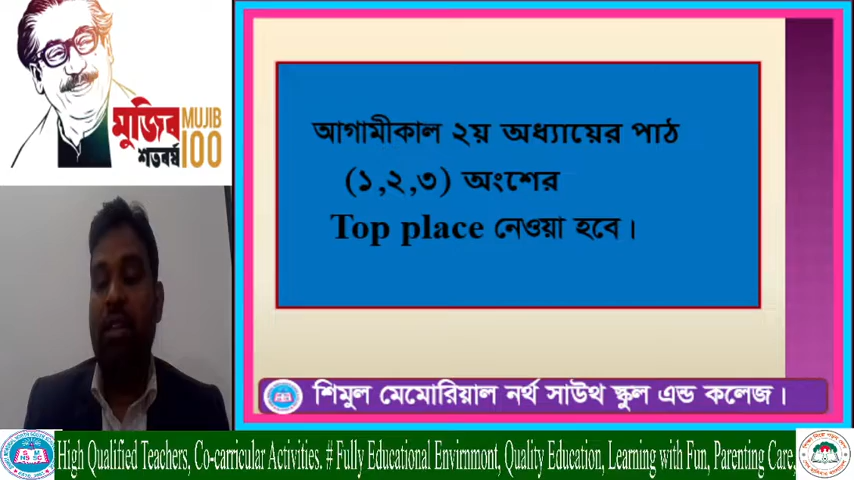 মুজিব MUJIB
শতবর্ষ 100
আগামীকাল ২য় অধ্যায়ের পাঠ
(১,২,৩) অংশের
Top place নেওয়া হবে।
শিমুল মেমোরিয়াল নর্থ সাউথ স্কুল এন্ড কলেজ।
High Qualified Teachers, Co-carricular Activities. # Fully Educational Envirnment, Quality Education, Learning with Fun, Parenting Care,